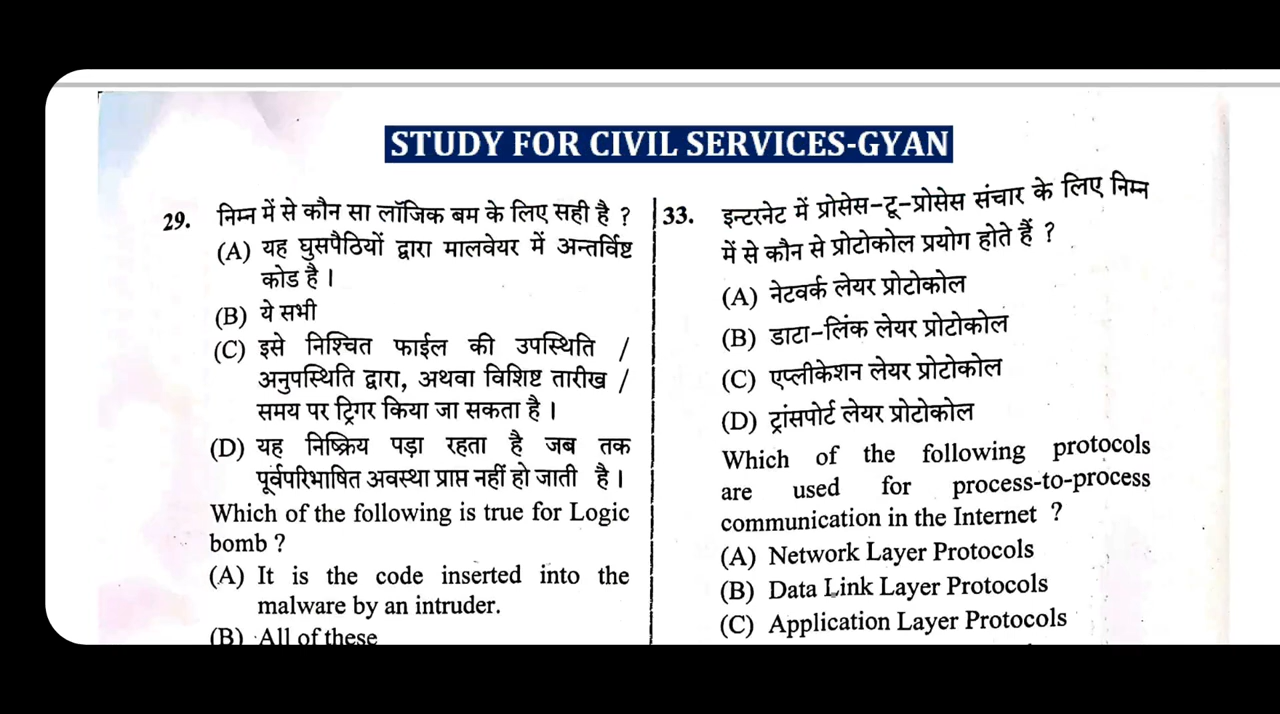 STUDY FOR CIVIL SERVICES-GYAN
29. निम्न में से कौन सा लॉजिक बम के लिए सही है ?
(A) यह घुसपैठियों द्वारा मालवेयर में अन्तर्विष्ट
कोड है ।
(B) ये सभी
(C) इसे निश्चित फाईल की उपस्थिति /
अनुपस्थिति द्वारा, अथवा विशिष्ट तारीख /
समय पर ट्रिगर किया जा सकता है ।
(D) यह निष्क्रिय पड़ा रहता है जब तक
पूर्वपरिभाषित अवस्था प्राप्त नहीं हो जाती है ।
Which of the following is true for Logic
bomb ?
(A) It is the code inserted into the
malware by an intruder.
(B) All of these
33. इन्टरनेट में प्रोसेस-टू-प्रोसेस संचार के लिए निम्न
में से कौन से प्रोटोकोल प्रयोग होते हैं ?
(A) नेटवर्क लेयर प्रोटोकोल
(B) डाटा-लिंक लेयर प्रोटोकोल
(C) एप्लीकेशन लेयर प्रोटोकोल
(D) ट्रांसपोर्ट लेयर प्रोटोकोल
Which of the following protocols
are used for process-to-process
communication in the Internet ?
(A) Network Layer Protocols
(B) Data Link Layer Protocols
(C) Application Layer Protocols